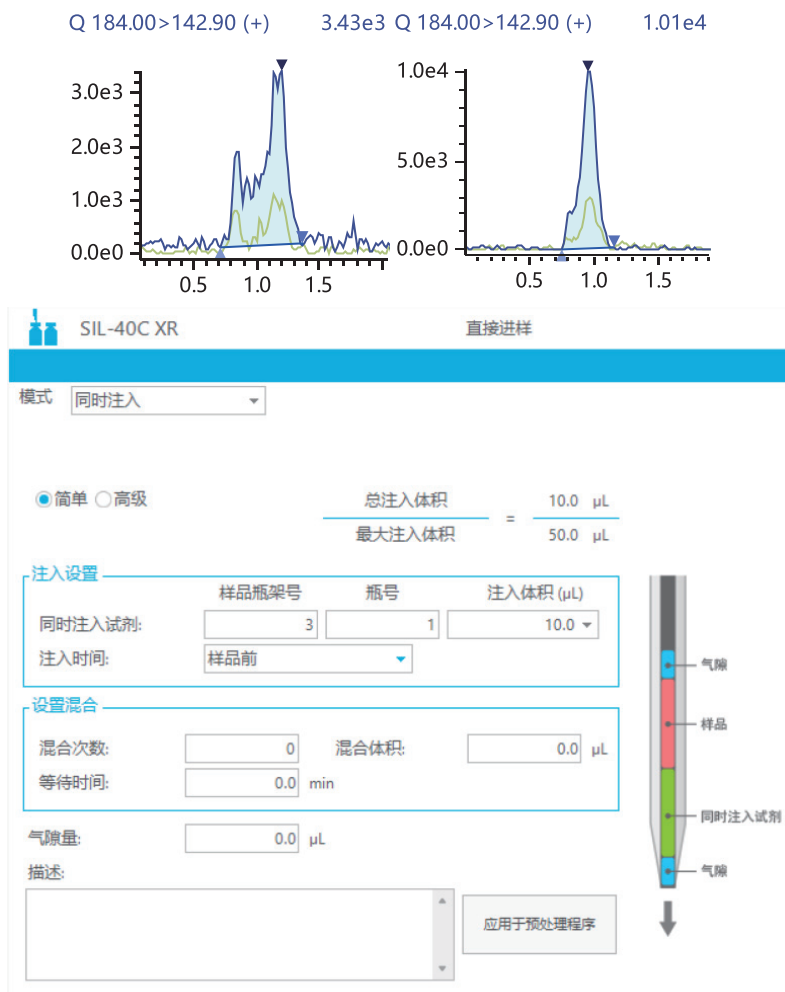 Q 184.00>142.90 (+) 3.43e3 Q 184.00>142.90 (+) 1.01e4
3.0e3
2.0e3
1.0e3
0.0e0
0.5 1.0 1.5
1.0e4
5.0e3
0.0e0
0.5 1.0 1.5
SIL-40C XR 直接进样
模式 同时注入
简单 高级
总注入体积 = 10.0 µL
最大注入体积 50.0 µL
注入设置
样品瓶架号 瓶号 注入体积 (µL)
同时注入试剂: 3 1 10.0
注入时间: 样品前
设置混合
混合次数: 0 混合体积: 0.0 µL
等待时间: 0.0 min
气隙量: 0.0 µL
描述:
应用于预处理程序
气隙
样品
同时注入试剂
气隙